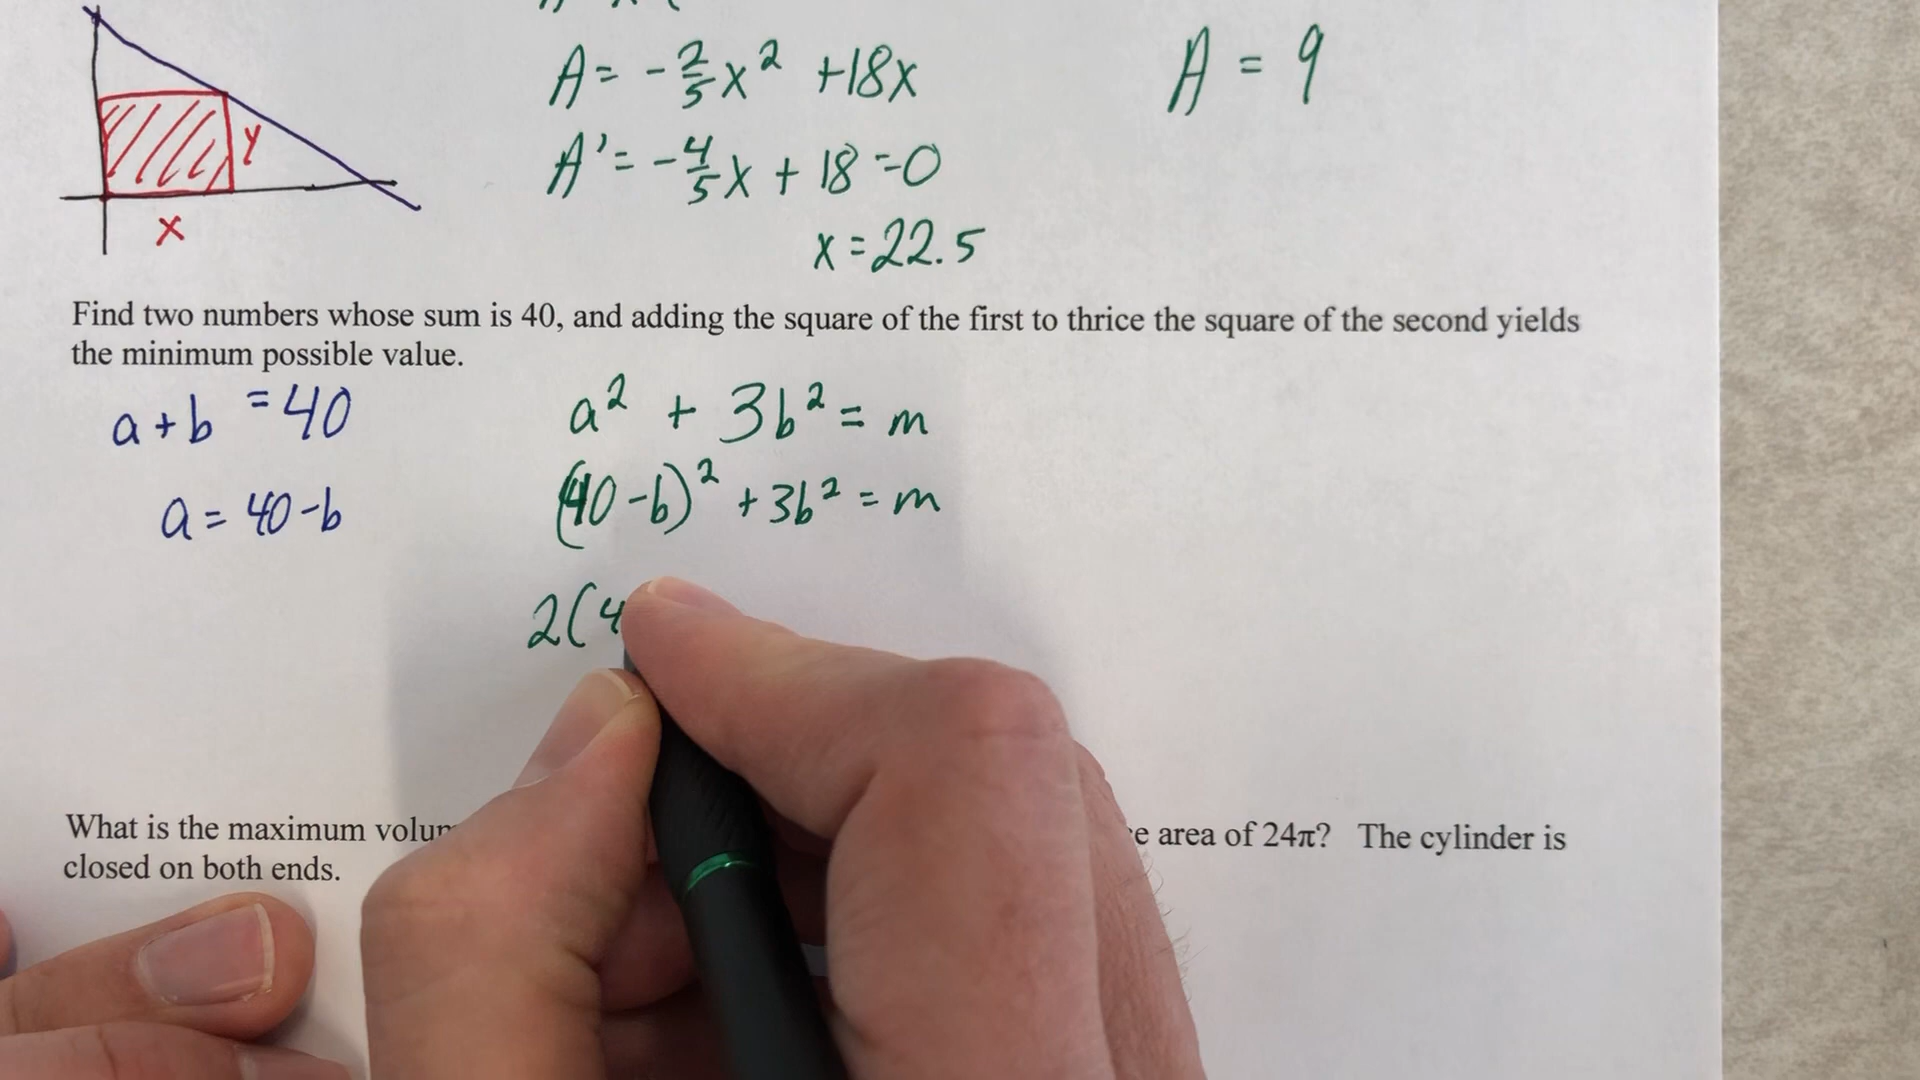 A = -2/5 x² + 18x
A = 9
A' = -4/5 x + 18 = 0
y
x
x = 22.5
Find two numbers whose sum is 40, and adding the square of the first to thrice the square of the second yields
the minimum possible value.
a + b = 40
a² + 3b² = m
a = 40 - b
(40 - b)² + 3b² = m
2(4
What is the maximum
area of 24π? The cylinder is
closed on both ends.